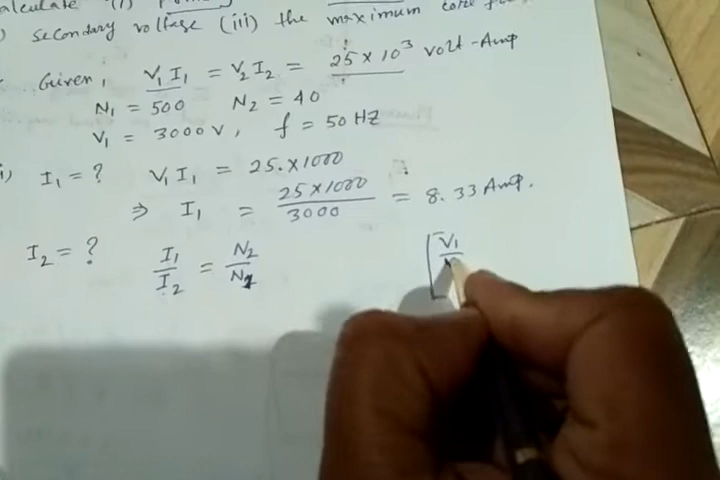 alculate (i)
) secondary voltage (iii) the maximum core
Given, V₁ I₁ = V₂ I₂ = 25 × 10³ volt-Amp
N₁ = 500 N₂ = 40
V₁ = 3000 V, f = 50 HZ
i) I₁ = ? V₁ I₁ = 25.×1000
⇒ I₁ = 25×1000 / 3000 = 8.33 Amp.
I₂ = ? I₁ / I₂ = N₂ / N₁ [ V₁